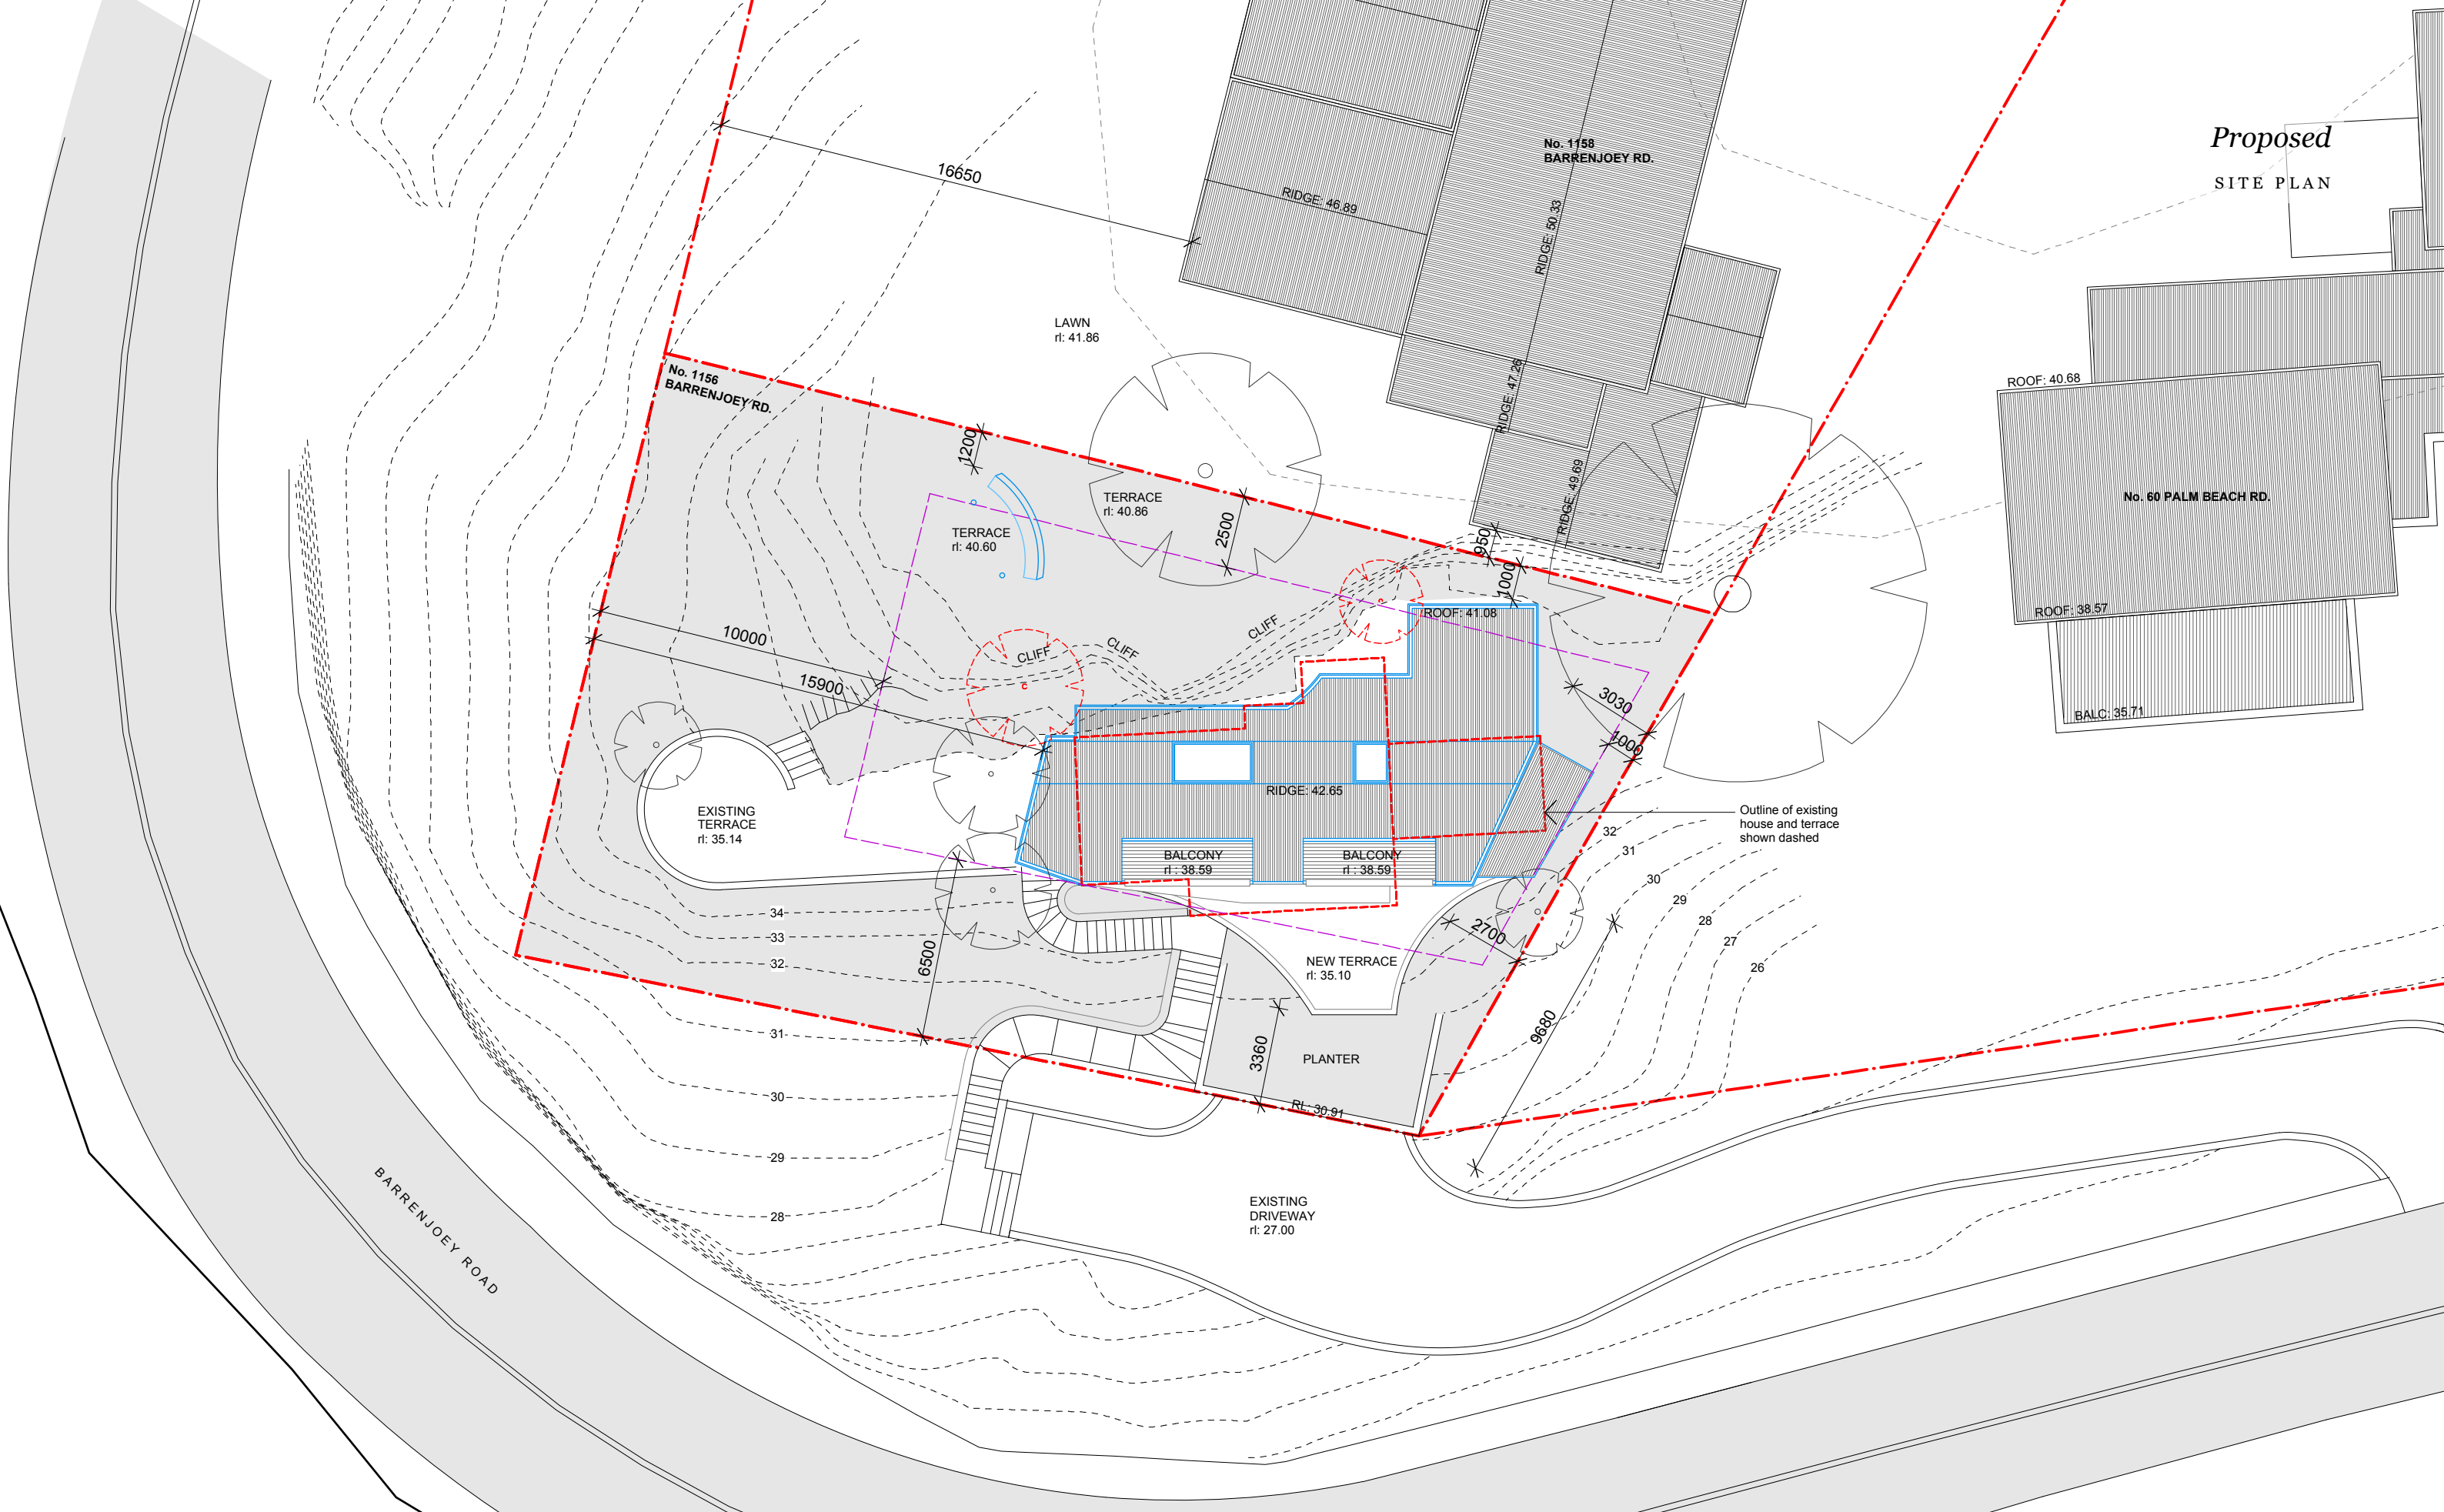 Proposed
SITE PLAN
No. 1158
BARRENJOEY RD.
16650
RIDGE: 46.89
RIDGE: 50.33
LAWN
rl: 41.86
No. 1156
BARRENJOEY RD.
RIDGE: 47.26
ROOF: 40.68
1200
TERRACE
rl: 40.86
No. 60 PALM BEACH RD.
RIDGE: 49.69
2500
TERRACE
rl: 40.60
950
1000
ROOF: 41.08
ROOF: 38.57
10000
CLIFF
CLIFF
CLIFF
15900
3030
BALC: 35.71
1000
RIDGE: 42.65
EXISTING
TERRACE
rl: 35.14
Outline of existing
house and terrace
shown dashed
32
31
BALCONY
rl : 38.59
BALCONY
rl : 38.59
30
29
28
27
26
34
33
32
2700
6500
NEW TERRACE
rl: 35.10
31
9680
3360
PLANTER
30
RL: 30.91
29
BARRENJOEY ROAD
28
EXISTING
DRIVEWAY
rl: 27.00